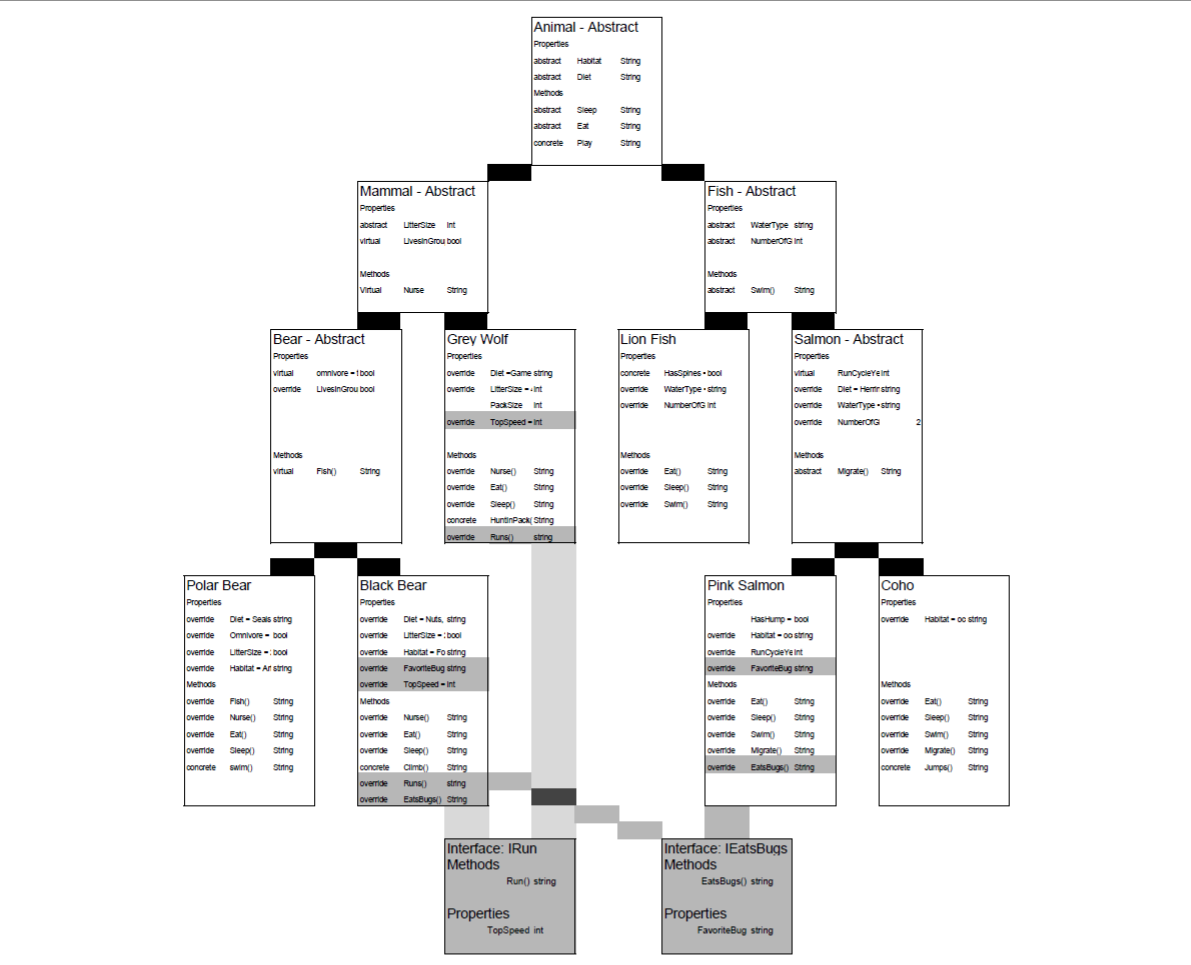 Animal - Abstract
Properties
abstract Habitat String
abstract Diet String
Methods
abstract Sleep String
abstract Eat String
concrete Play String
Mammal - Abstract
Properties
abstract LitterSize int
virtual LivesInGrou bool
Methods
Virtual Nurse String
Fish - Abstract
Properties
abstract WaterType string
abstract NumberOfG int
Methods
abstract Swim() String
Bear - Abstract
Properties
virtual omnivore = bool
override LivesInGrou bool
Methods
virtual Fish() String
Grey Wolf
Properties
override Diet =Game string
override LitterSize = int
PackSize int
override TopSpeed = int
Methods
override Nurse() String
override Eat() String
override Sleep() String
concrete HuntInPack( String
override Runs() string
Lion Fish
Properties
concrete HasSpines bool
override WaterType string
override NumberOfG int
Methods
override Eat() String
override Sleep() String
override Swim() String
Salmon - Abstract
Properties
virtual RunCycleYe int
override Diet = Herrin string
override WaterType string
override NumberOfG 2
Methods
abstract Migrate() String
Polar Bear
Properties
override Diet = Seals string
override Omnivore = bool
override LitterSize = bool
override Habitat = Ar string
Methods
override Fish() String
override Nurse() String
override Eat() String
override Sleep() String
concrete swim() String
Black Bear
Properties
override Diet = Nuts, string
override LitterSize = bool
override Habitat = Fo string
override FavoriteBug string
override TopSpeed = int
Methods
override Nurse() String
override Eat() String
override Sleep() String
concrete Climb() String
override Runs() string
override EatsBugs() String
Pink Salmon
Properties
HasHump = bool
override Habitat = oc string
override RunCycleYe int
override FavoriteBug string
Methods
override Eat() String
override Sleep() String
override Swim() String
override Migrate() String
override EatsBugs() String
Coho
Properties
override Habitat = oc string
Methods
override Eat() String
override Sleep() String
override Swim() String
override Migrate() String
concrete Jumps() String
Interface: IRun
Methods
Run() string
Properties
TopSpeed int
Interface: IEatsBugs
Methods
EatsBugs() string
Properties
FavoriteBug string